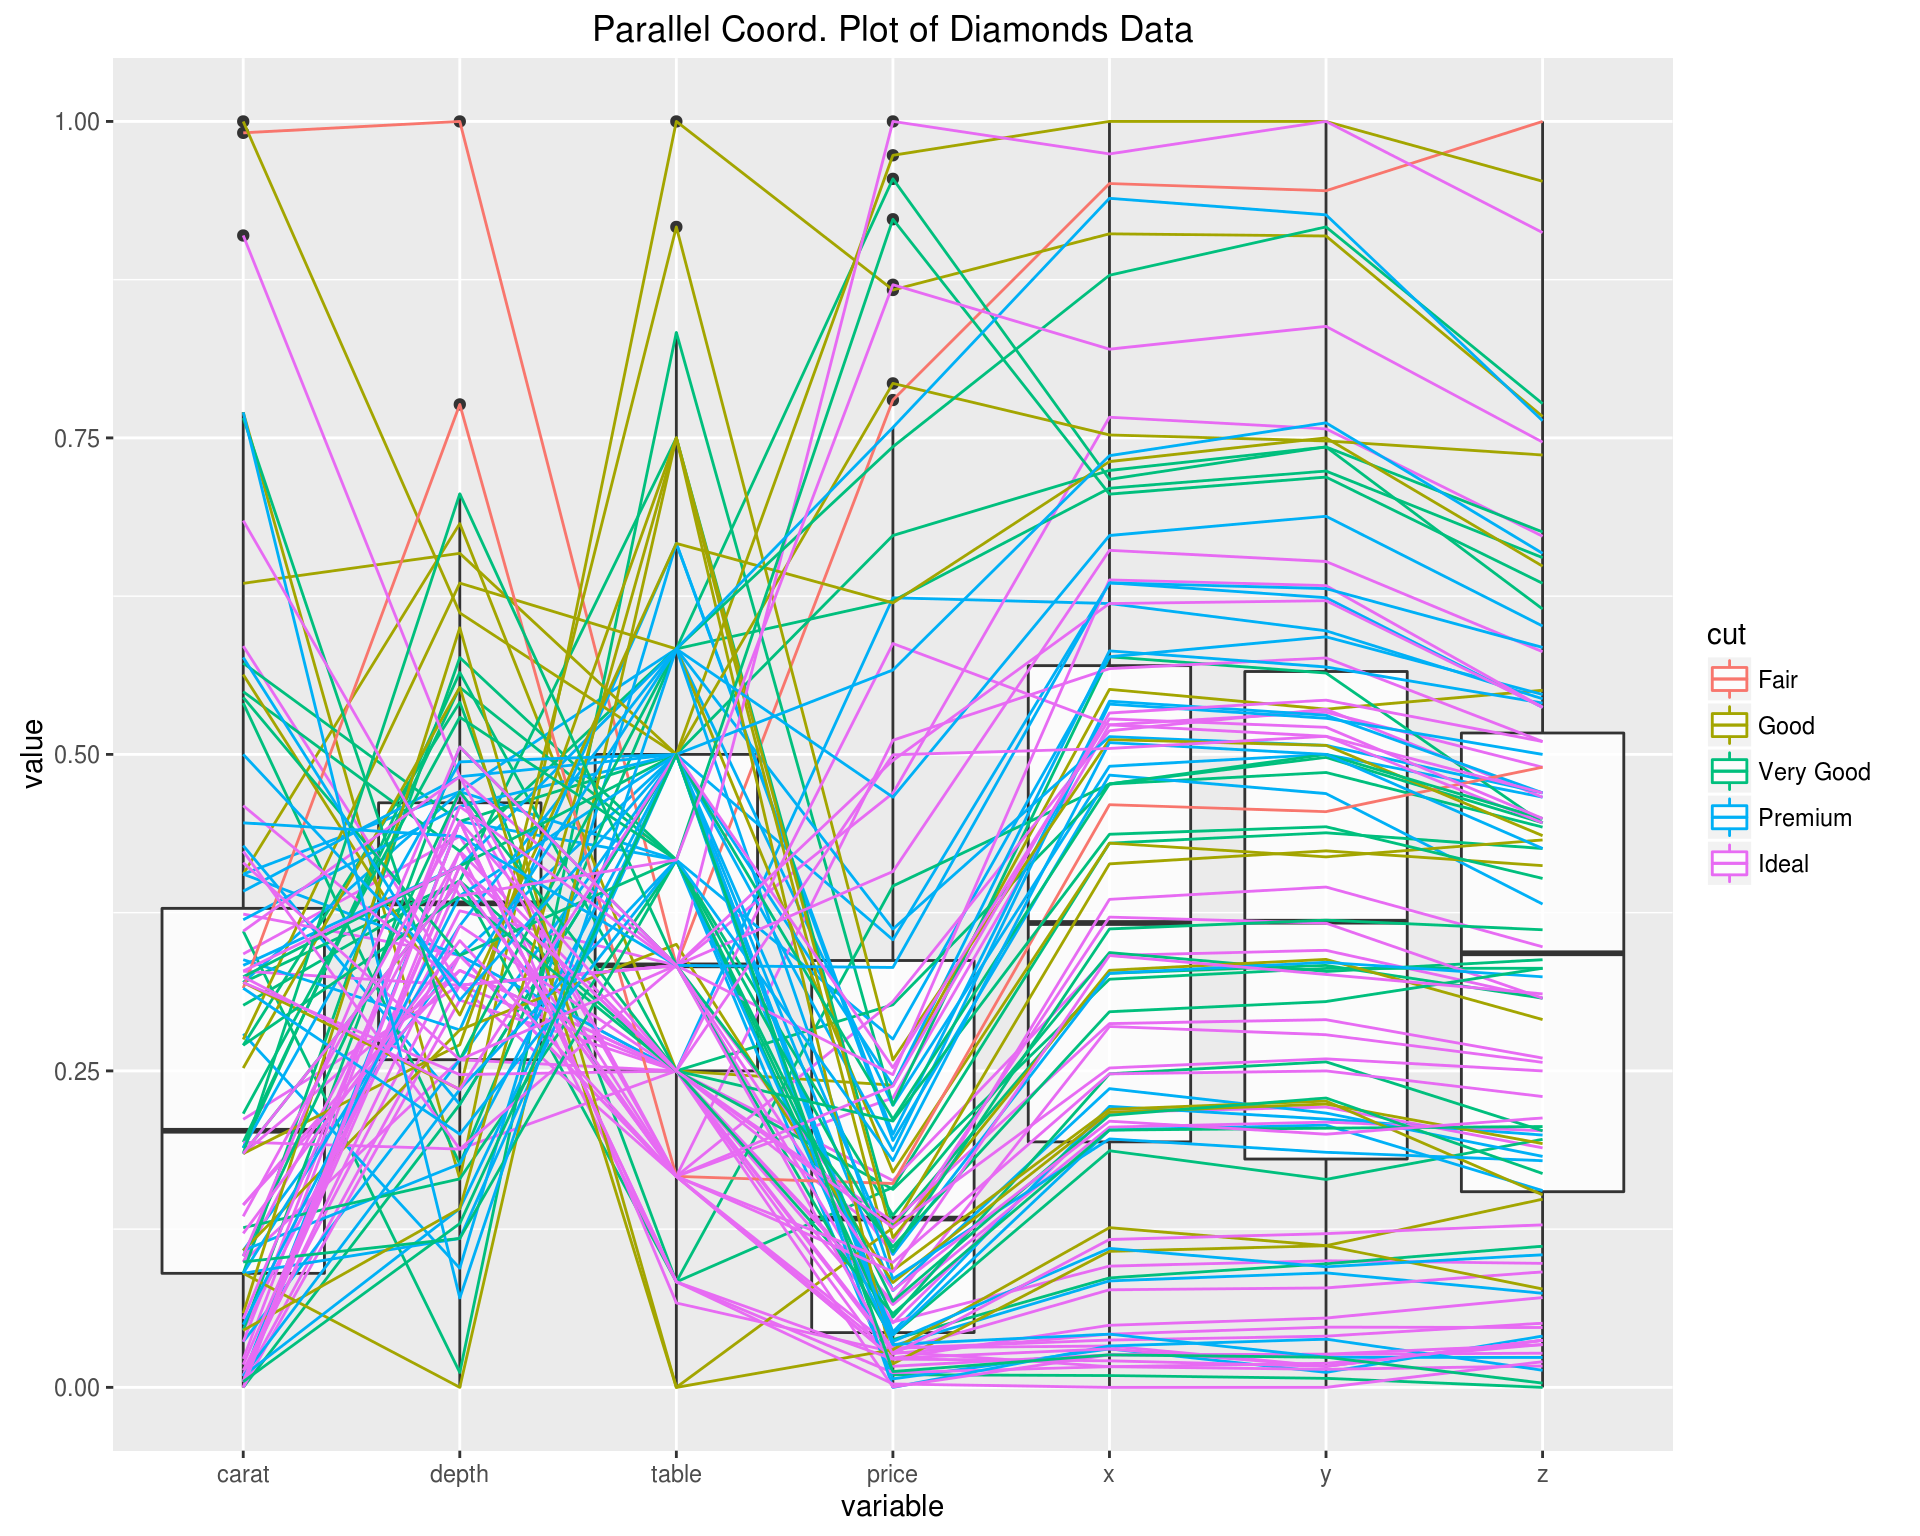 Parallel Coord. Plot of Diamonds Data
value
1.00
0.75
0.50
0.25
0.00
carat depth table price x y z
variable
cut
Fair
Good
Very Good
Premium
Ideal